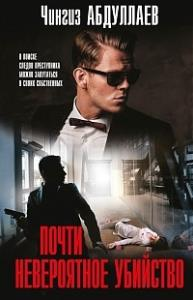 Чингиз АБДУЛЛАЕВ
В ПОИСКЕ
СЛЕДОВ ПРЕСТУПНИКА
МОЖНО ЗАПУТАТЬСЯ
В СВОИХ СОБСТВЕННЫХ
ПОЧТИ
НЕВЕРОЯТНОЕ УБИЙСТВО